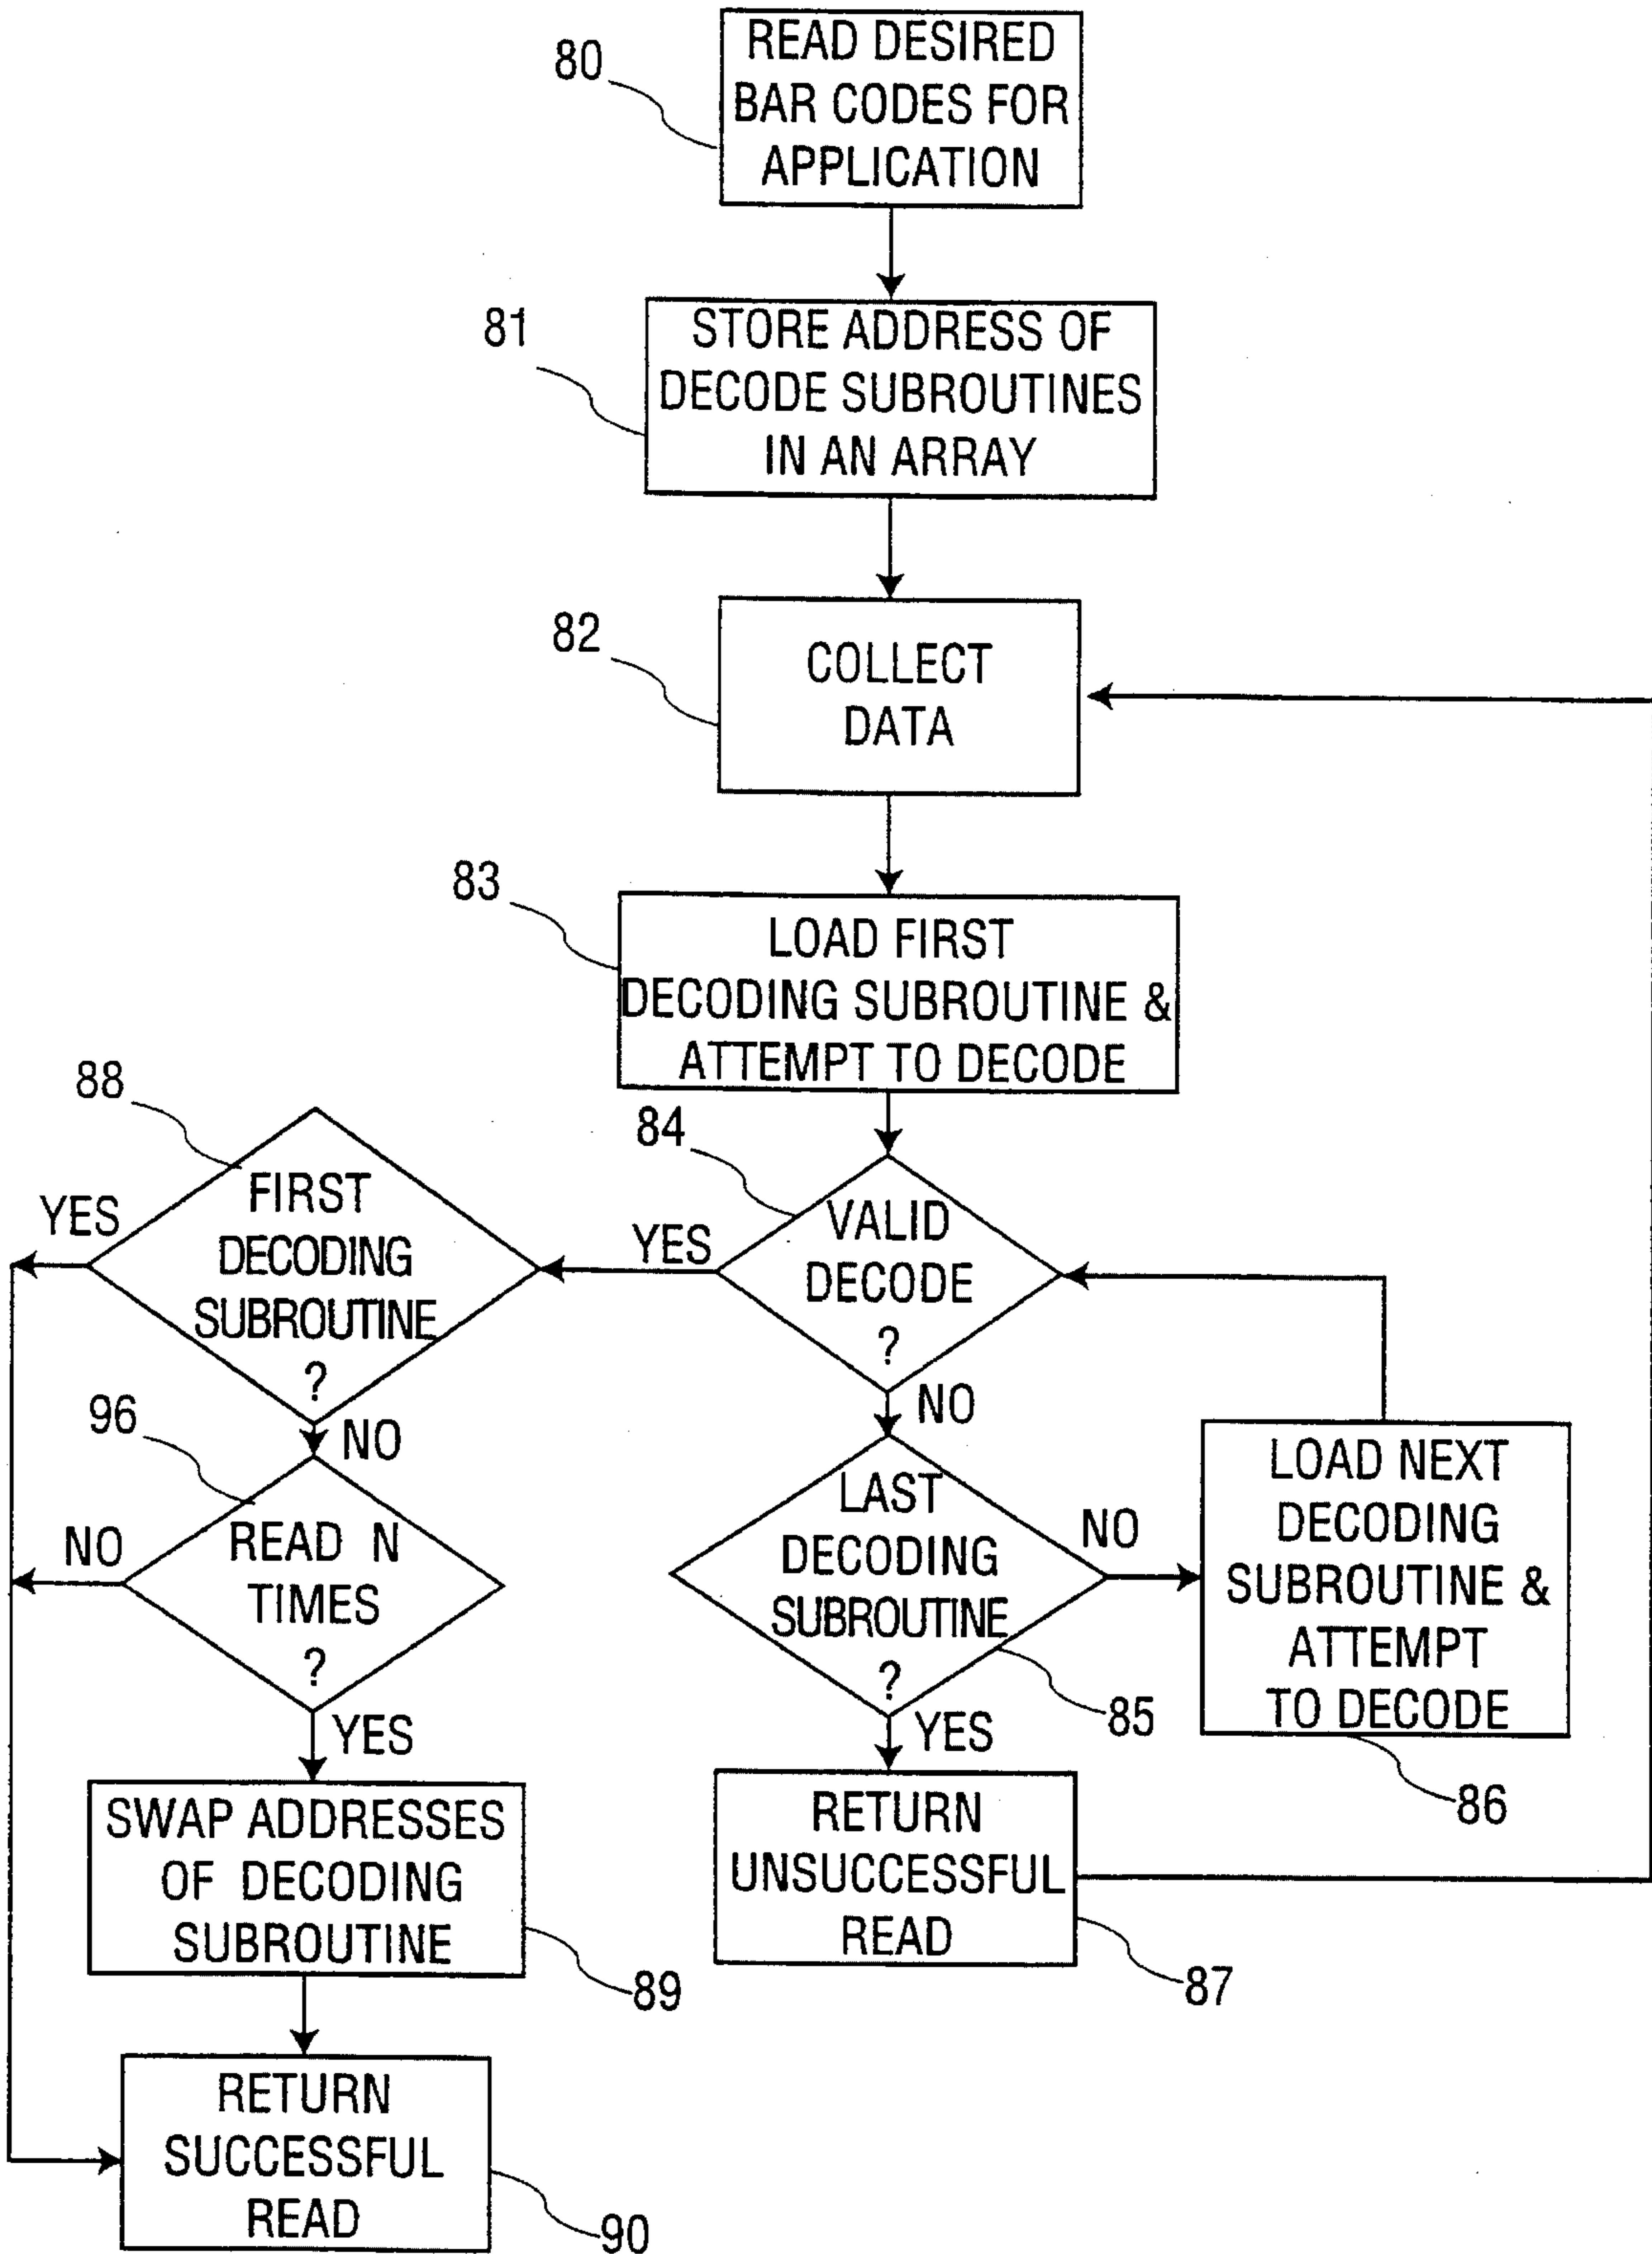 80
READ DESIRED
BAR CODES FOR
APPLICATION
81
STORE ADDRESS OF
DECODE SUBROUTINES
IN AN ARRAY
82
COLLECT
DATA
83
LOAD FIRST
DECODING SUBROUTINE &
ATTEMPT TO DECODE
84
VALID
DECODE
?
YES
NO
88
FIRST
DECODING
SUBROUTINE
?
YES
NO
96
READ N
TIMES
?
NO
YES
LAST
DECODING
SUBROUTINE
?
85
NO
YES
LOAD NEXT
DECODING
SUBROUTINE &
ATTEMPT
TO DECODE
86
SWAP ADDRESSES
OF DECODING
SUBROUTINE
89
RETURN
UNSUCCESSFUL
READ
87
RETURN
SUCCESSFUL
READ
90